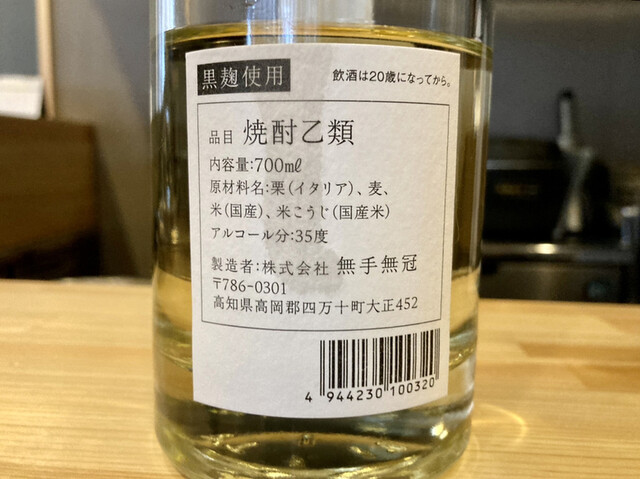 黒麹使用
飲酒は20歳になってから。
品目 焼酎乙類
内容量:700mℓ
原材料名:栗(イタリア)、麦、
米(国産)、米こうじ(国産米)
アルコール分:35度
製造者:株式会社 無手無冠
〒786-0301
高知県高岡郡四万十町大正452
4 944230 100320